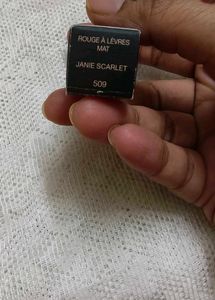 ROUGE À LÈVRES
MAT
JANIE SCARLET
509